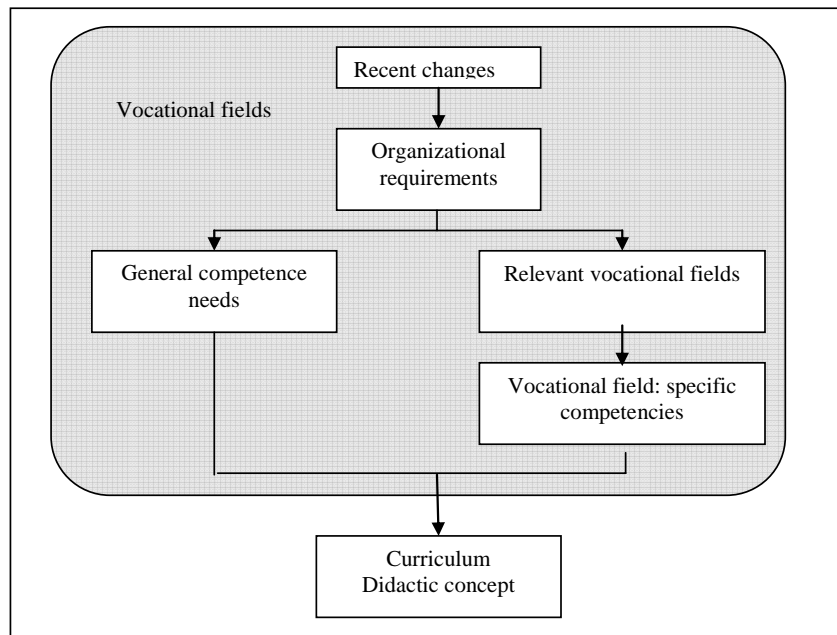 Recent changes
Vocational fields
Organizational
requirements
General competence
needs
Relevant vocational fields
Vocational field: specific
competencies
Curriculum
Didactic concept